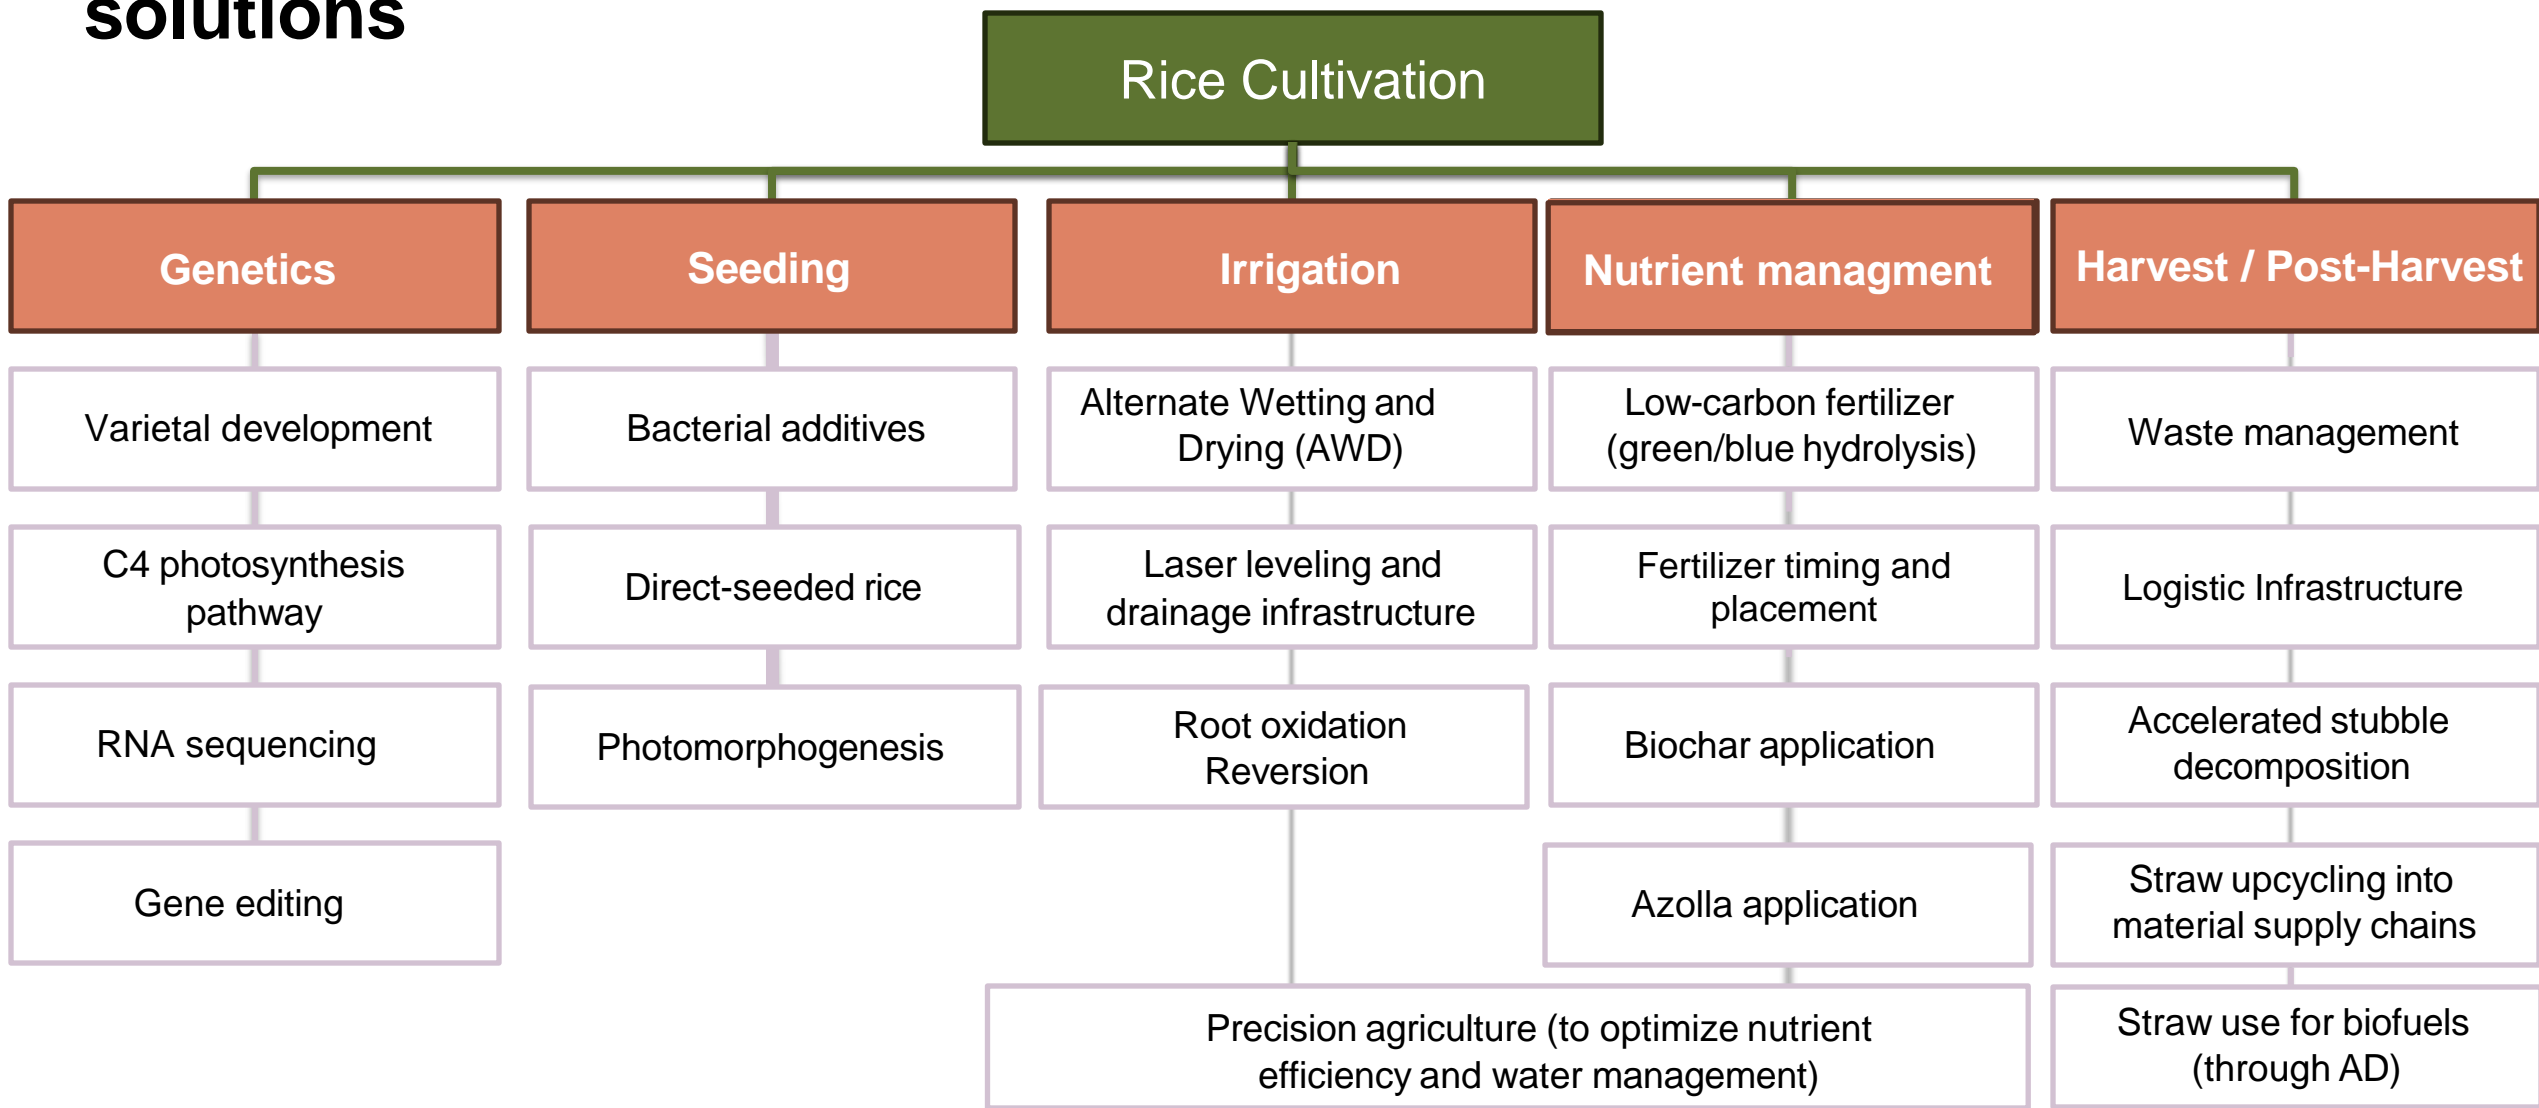 solutions
Rice Cultivation
Genetics
Seeding
Irrigation
Nutrient managment
Harvest / Post-Harvest
Varietal development
C4 photosynthesis
pathway
RNA sequencing
Gene editing
Bacterial additives
Direct-seeded rice
Photomorphogenesis
Alternate Wetting and
Drying (AWD)
Laser leveling and
drainage infrastructure
Root oxidation
Reversion
Low-carbon fertilizer
(green/blue hydrolysis)
Fertilizer timing and
placement
Biochar application
Azolla application
Precision agriculture (to optimize nutrient
efficiency and water management)
Waste management
Logistic Infrastructure
Accelerated stubble
decomposition
Straw upcycling into
material supply chains
Straw use for biofuels
(through AD)